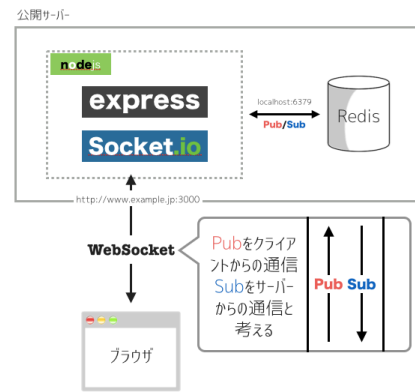 公開サーバー
nodejs
express
Socket.io
localhost:6379
Pub/Sub
Redis
http://www.example.jp:3000
WebSocket
Pubをクライア
ントからの通信
Subをサーバー
からの通信と
考える
Pub Sub
ブラウザ